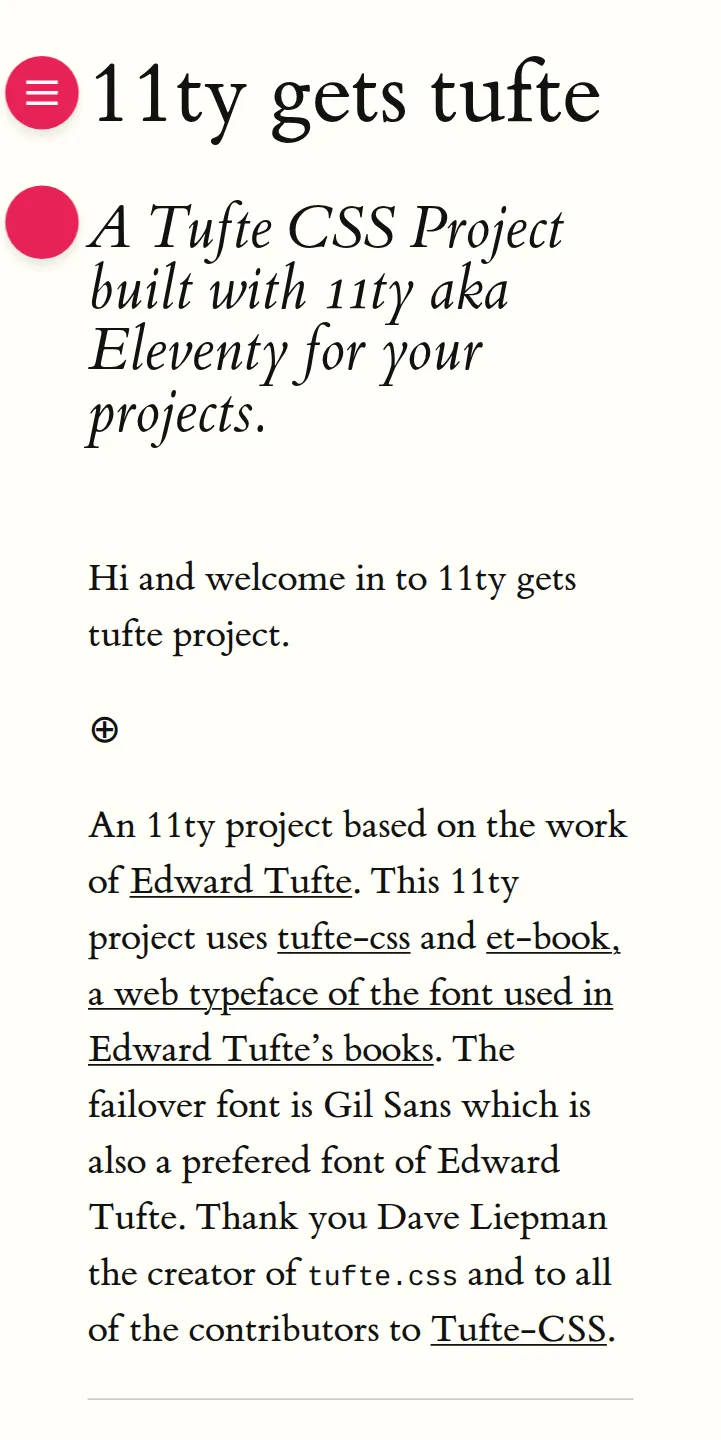 11ty gets tufte
A Tufte CSS Project
built with 11ty aka
Eleventy for your
projects.
Hi and welcome in to 11ty gets
tufte project.
⊕
An 11ty project based on the work
of Edward Tufte. This 11ty
project uses tufte-css and et-book,
a web typeface of the font used in
Edward Tufte’s books. The
failover font is Gil Sans which is
also a prefered font of Edward
Tufte. Thank you Dave Liepman
the creator of tufte.css and to all
of the contributors to Tufte-CSS.